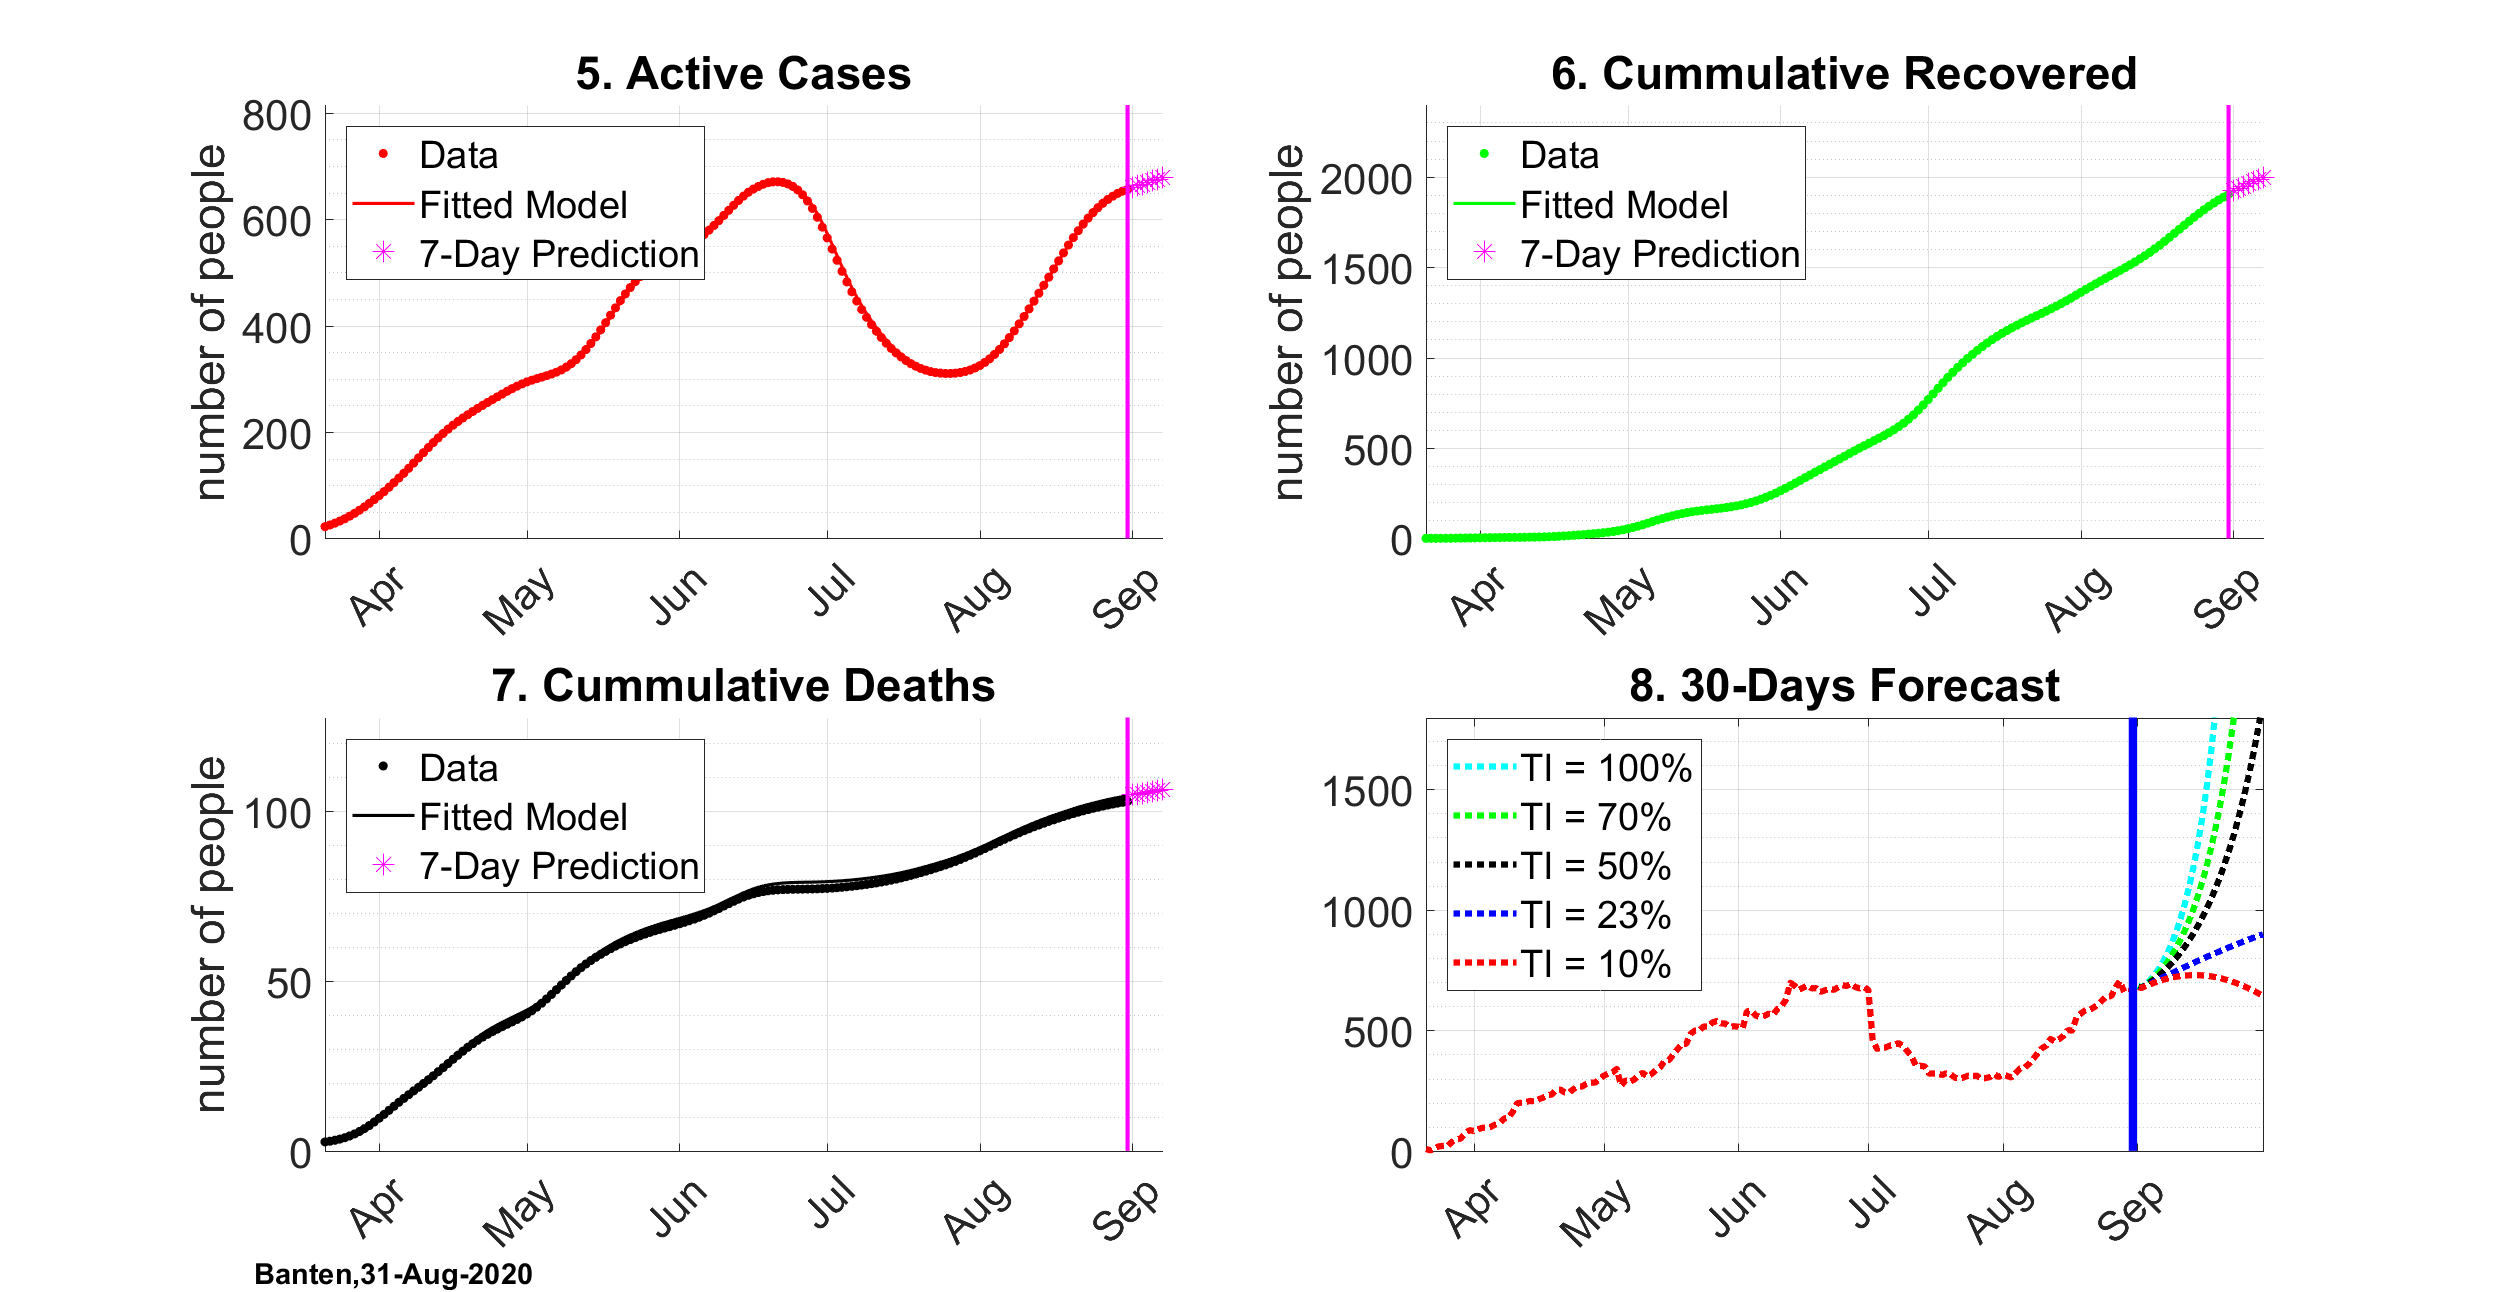 5. Active Cases
800
600
400
200
0
number of people
Data
Fitted Model
7-Day Prediction
Apr
May
Jun
Jul
Aug
Sep
6. Cummulative Recovered
2000
1500
1000
500
0
number of people
Data
Fitted Model
7-Day Prediction
Apr
May
Jun
Jul
Aug
Sep
7. Cummulative Deaths
100
50
0
number of people
Data
Fitted Model
7-Day Prediction
Apr
May
Jun
Jul
Aug
Sep
8. 30-Days Forecast
1500
1000
500
0
TI = 100%
TI = 70%
TI = 50%
TI = 23%
TI = 10%
Apr
May
Jun
Jul
Aug
Sep
Banten,31-Aug-2020